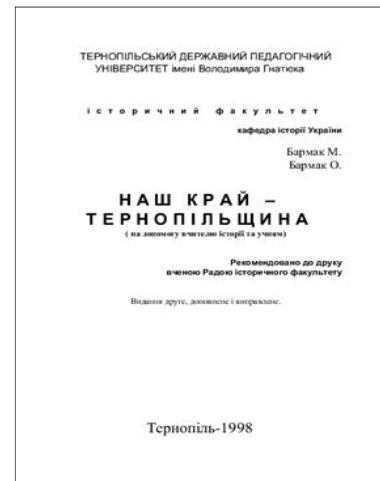 ТЕРНОПІЛЬСЬКИЙ ДЕРЖАВНИЙ ПЕДАГОГІЧНИЙ
УНІВЕРСИТЕТ імені Володимира Гнатюка
історичний факультет
кафедра історії України
Бармак М.
Бармак О.
НАШ КРАЙ –
ТЕРНОПІЛЬЩИНА
( на допомогу вчителю історії та учням)
Рекомендовано до друку
вченою Радою історичного факультету
Видання друге, доповнене і виправлене.
Тернопіль-1998